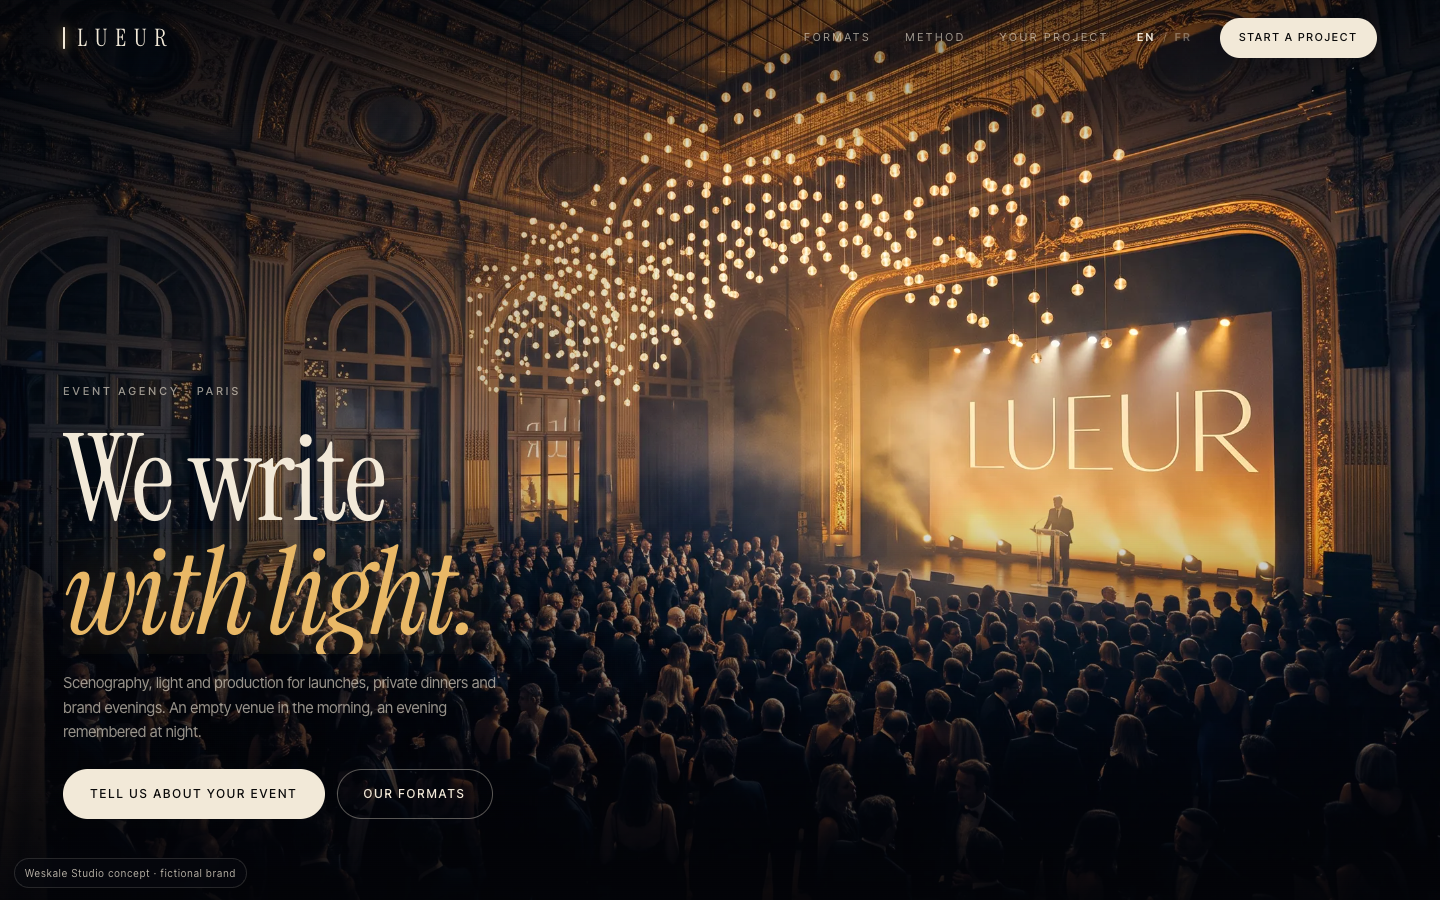 LUEUR
FORMATS
METHOD
YOUR PROJECT
EN / FR
START A PROJECT
LUEUR
EVENT AGENCY · PARIS
We write
with light.
Scenography, light and production for launches, private dinners and
brand evenings. An empty venue in the morning, an evening
remembered at night.
TELL US ABOUT YOUR EVENT
OUR FORMATS
Weskale Studio concept · fictional brand